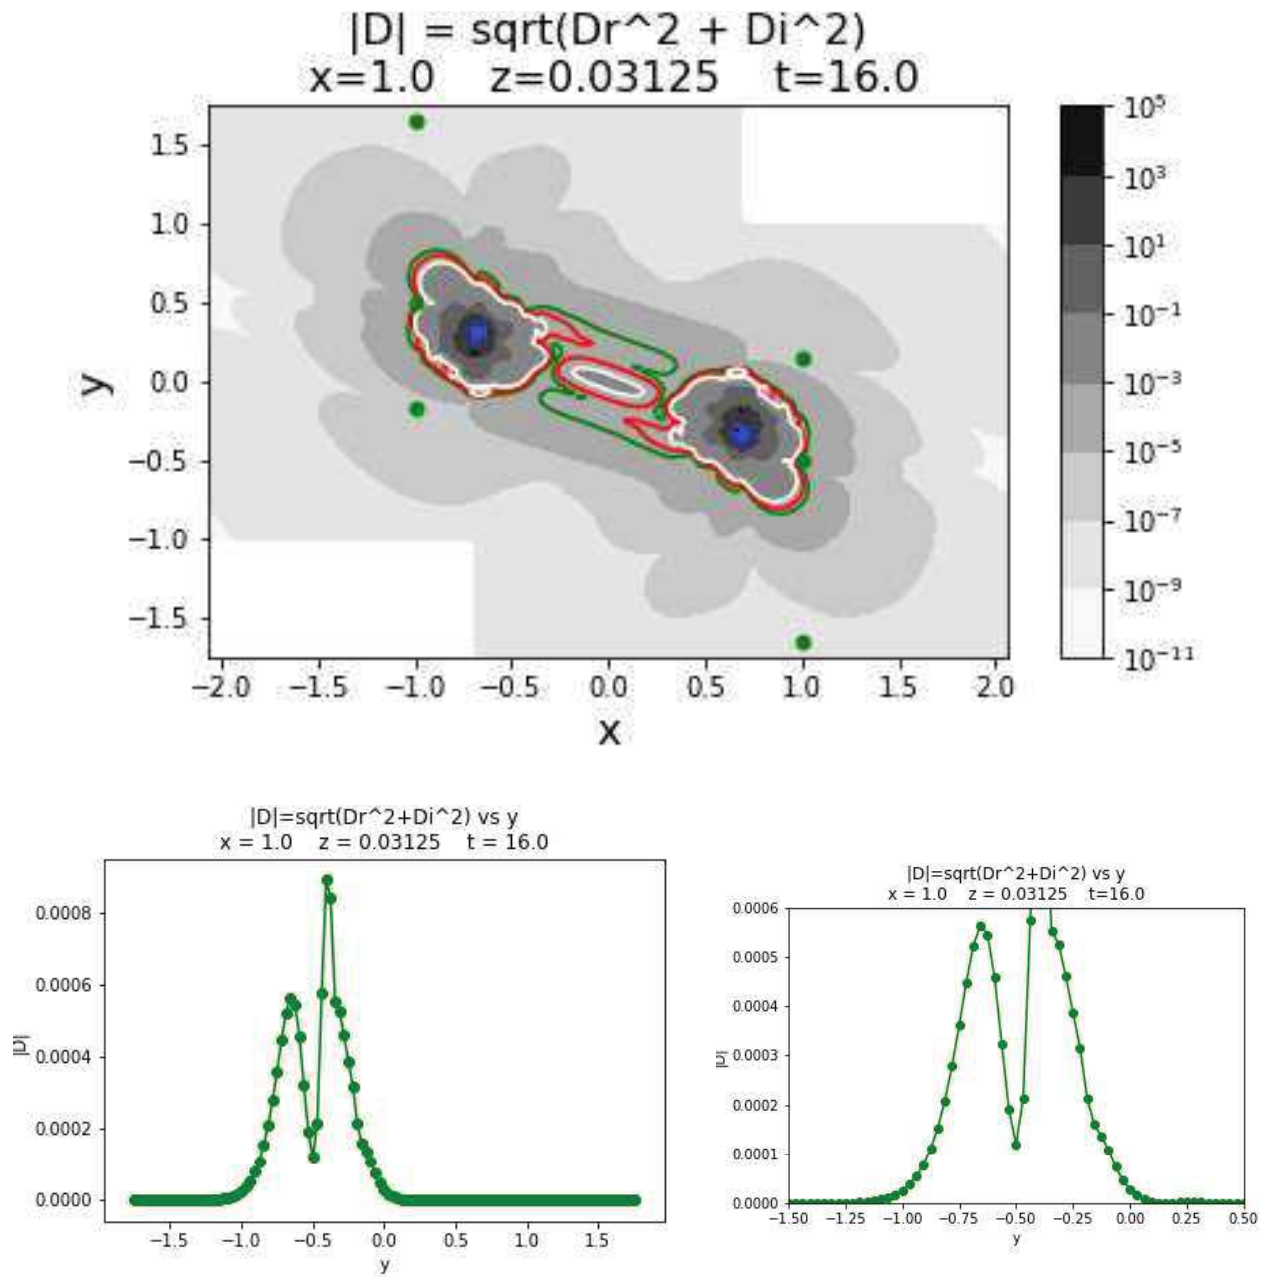 |D| = sqrt(Dr^2 + Di^2)
x=1.0 z=0.03125 t=16.0
1.5
1.0
0.5
0.0
−0.5
−1.0
−1.5
y
−2.0 −1.5 −1.0 −0.5 0.0 0.5 1.0 1.5 2.0
x
10^5
10^3
10^1
10^−1
10^−3
10^−5
10^−7
10^−9
10^−11
|D|=sqrt(Dr^2+Di^2) vs y
x = 1.0 z = 0.03125 t = 16.0
0.0008
0.0006
0.0004
0.0002
0.0000
|D|
−1.5 −1.0 −0.5 0.0 0.5 1.0 1.5
y
|D|=sqrt(Dr^2+Di^2) vs y
x = 1.0 z = 0.03125 t=16.0
0.0006
0.0005
0.0004
0.0003
0.0002
0.0001
0.0000
|D|
−1.50 −1.25 −1.00 −0.75 −0.50 −0.25 0.00 0.25 0.50
y